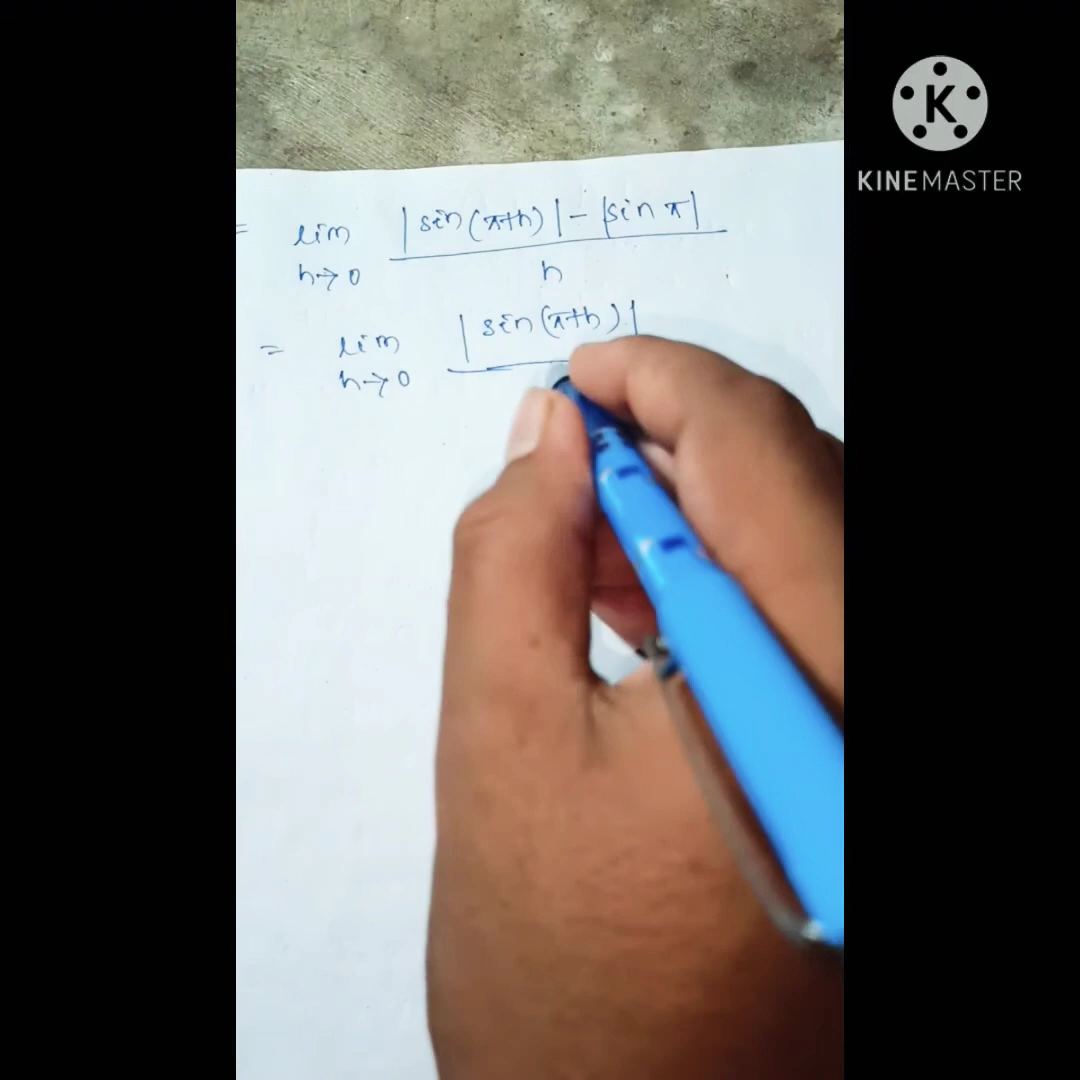 = lim |sin(π+h)| - |sin π|
h→0 h
= lim |sin(π+h)|
h→0
K
KINEMASTER